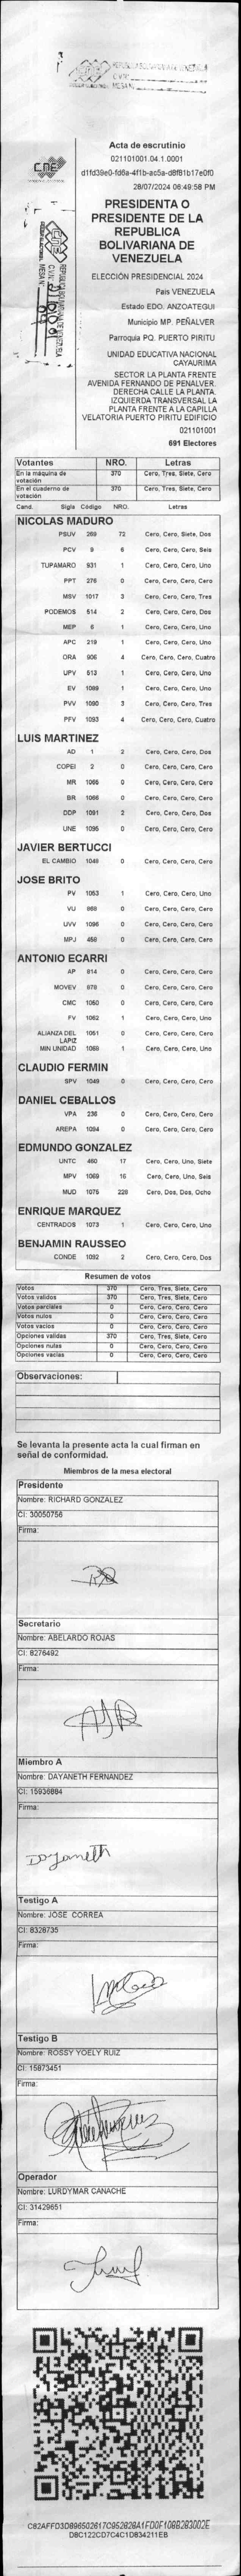 CNE
Acta de escrutinio
021101001.04.1.0001
28/07/2024 06:49:58 PM
PRESIDENTA O
PRESIDENTE DE LA
REPUBLICA
BOLIVARIANA DE
VENEZUELA
ELECCIÓN PRESIDENCIAL 2024
Pais VENEZUELA
Estado EDO. ANZOATEGUI
Municipio MP. PEÑALVER
Parroquia PQ. PUERTO PIRITU
UNIDAD EDUCATIVA NACIONAL
CAYAURIMA
SECTOR LA PLANTA FRENTE
AVENIDA FERNANDO DE PENALVER.
DERECHA CALLE LA PLANTA.
IZQUIERDA TRANSVERSAL LA
PLANTA FRENTE A LA CAPILLA
VELATORIA PUERTO PIRITU EDIFICIO
021101001
691 Electores
Votantes NRO. Letras
En la máquina de votación 370 Cero, Tres, Siete, Cero
En el cuaderno de votación 370 Cero, Tres, Siete, Cero
Cand. Sigla Código NRO. Letras
NICOLAS MADURO
PSUV 269 72 Cero, Cero, Siete, Dos
PCV 9 6 Cero, Cero, Cero, Seis
TUPAMARO 931 1 Cero, Cero, Cero, Uno
PPT 276 0 Cero, Cero, Cero, Cero
MSV 1017 3 Cero, Cero, Cero, Tres
PODEMOS 514 2 Cero, Cero, Cero, Dos
MEP 6 1 Cero, Cero, Cero, Uno
APC 219 1 Cero, Cero, Cero, Uno
ORA 906 4 Cero, Cero, Cero, Cuatro
UPV 513 1 Cero, Cero, Cero, Uno
EV 1089 1 Cero, Cero, Cero, Uno
PVV 1090 3 Cero, Cero, Cero, Tres
PFV 1093 4 Cero, Cero, Cero, Cuatro
LUIS MARTINEZ
AD 1 2 Cero, Cero, Cero, Dos
COPEI 2 0 Cero, Cero, Cero, Cero
MR 1065 0 Cero, Cero, Cero, Cero
BR 1066 0 Cero, Cero, Cero, Cero
DDP 1091 2 Cero, Cero, Cero, Dos
UNE 1095 0 Cero, Cero, Cero, Cero
JAVIER BERTUCCI
EL CAMBIO 1048 0 Cero, Cero, Cero, Cero
JOSE BRITO
PV 1053 1 Cero, Cero, Cero, Uno
VU 868 0 Cero, Cero, Cero, Cero
UVV 1096 0 Cero, Cero, Cero, Cero
MPJ 458 0 Cero, Cero, Cero, Cero
ANTONIO ECARRI
AP 814 0 Cero, Cero, Cero, Cero
MOVEV 978 0 Cero, Cero, Cero, Cero
CMC 1050 0 Cero, Cero, Cero, Cero
FV 1062 1 Cero, Cero, Cero, Uno
ALIANZA DEL LAPIZ 1051 0 Cero, Cero, Cero, Cero
MIN UNIDAD 1068 1 Cero, Cero, Cero, Uno
CLAUDIO FERMIN
SPV 1049 0 Cero, Cero, Cero, Cero
DANIEL CEBALLOS
VPA 236 0 Cero, Cero, Cero, Cero
AREPA 1094 0 Cero, Cero, Cero, Cero
EDMUNDO GONZALEZ
UNTC 460 17 Cero, Cero, Uno, Siete
MPV 1069 16 Cero, Cero, Uno, Seis
MUD 1075 228 Cero, Dos, Dos, Ocho
ENRIQUE MARQUEZ
CENTRADOS 1073 1 Cero, Cero, Cero, Uno
BENJAMIN RAUSSEO
CONDE 1092 2 Cero, Cero, Cero, Dos
Resumen de votos
Votos 370 Cero, Tres, Siete, Cero
Votos validos 370 Cero, Tres, Siete, Cero
Votos parciales 0 Cero, Cero, Cero, Cero
Votos nulos 0 Cero, Cero, Cero, Cero
Votos vacíos 0 Cero, Cero, Cero, Cero
Opciones validas 370 Cero, Tres, Siete, Cero
Opciones nulas 0 Cero, Cero, Cero, Cero
Opciones vacías 0 Cero, Cero, Cero, Cero
Observaciones:
Se levanta la presente acta la cual firman en
señal de conformidad.
Miembros de la mesa electoral
Presidente
Nombre: RICHARD GONZALEZ
CI: 30050756
Firma:
Secretario
Nombre: ABELARDO ROJAS
CI: 8276492
Firma:
Miembro A
Nombre: DAYANETH FERNANDEZ
CI: 15936884
Firma:
Dayaneth
Testigo A
Nombre: JOSE CORREA
CI: 8328735
Firma:
Testigo B
Nombre: ROSSY YOELY RUIZ
CI: 15873451
Firma:
Operador
Nombre: LURDYMAR CANACHE
CI: 31429651
Firma:
D8C122CD7C4C1D834211EB